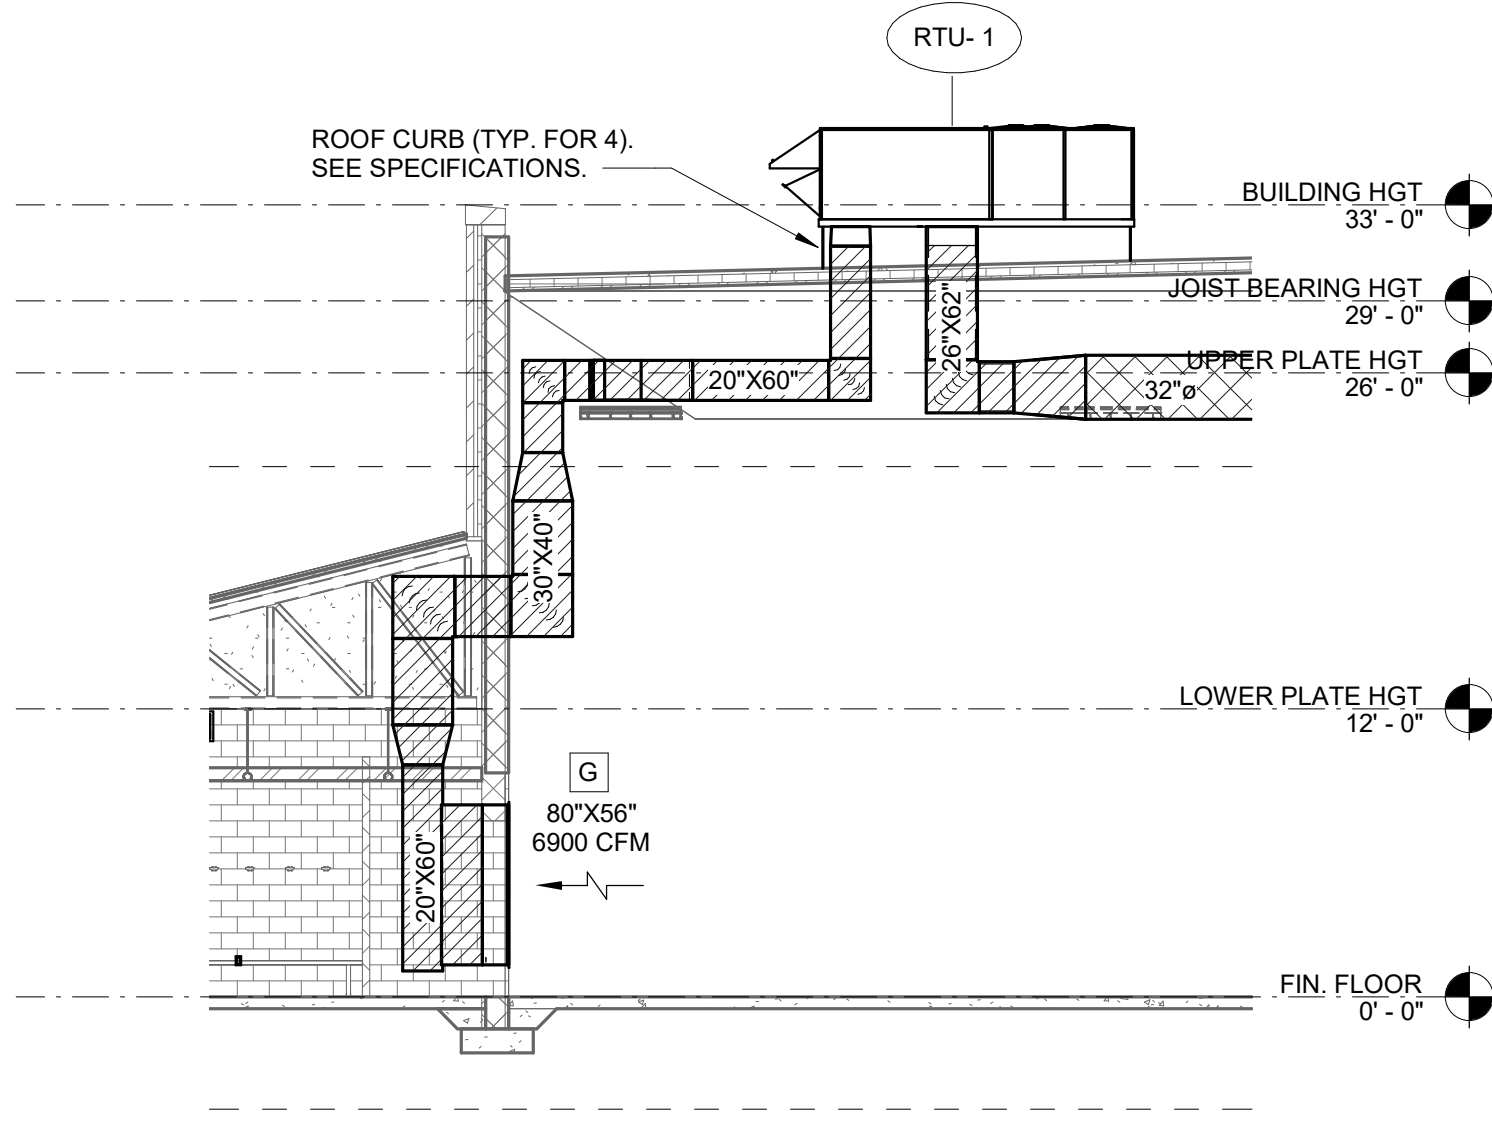 RTU- 1
ROOF CURB (TYP. FOR 4).
SEE SPECIFICATIONS.
BUILDING HGT
33' - 0"
JOIST BEARING HGT
29' - 0"
26"X62"
UPPER PLATE HGT
26' - 0"
20"X60"
32"ø
30"X40"
LOWER PLATE HGT
12' - 0"
G
80"X56"
6900 CFM
20"X60"
FIN. FLOOR
0' - 0"